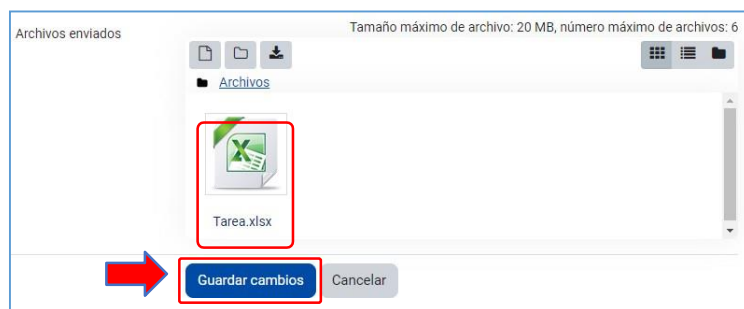 Archivos enviados
Tamaño máximo de archivo: 20 MB, número máximo de archivos: 6
Archivos
Tarea.xlsx
Guardar cambios
Cancelar